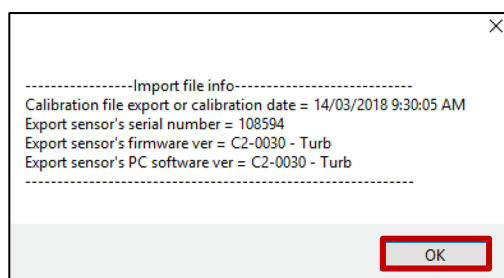 -----------------Import file info----------------------------
Calibration file export or calibration date = 14/03/2018 9:30:05 AM
Export sensor's serial number = 108594
Export sensor's firmware ver = C2-0030 - Turb
Export sensor's PC software ver = C2-0030 - Turb
-------------------------------------------------------------
OK